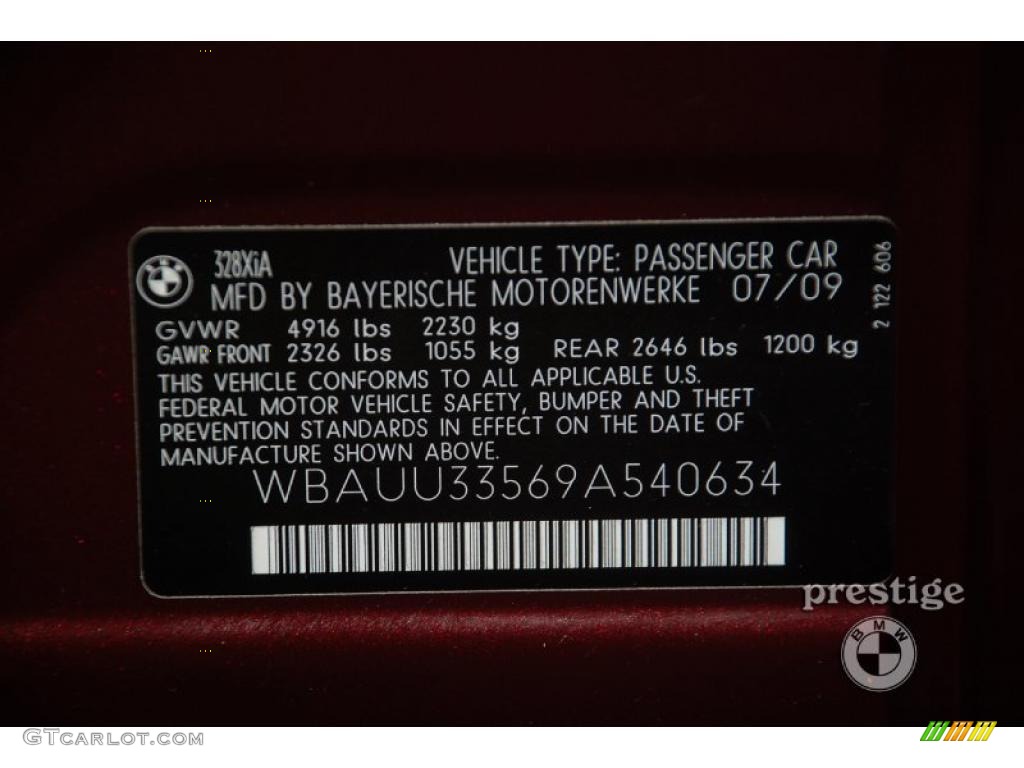 328XiA VEHICLE TYPE: PASSENGER CAR
MFD BY BAYERISCHE MOTORENWERKE 07/09
2 122 606
GVWR 4916 lbs 2230 kg
GAWR FRONT 2326 lbs 1055 kg REAR 2646 lbs 1200 kg
THIS VEHICLE CONFORMS TO ALL APPLICABLE U.S.
FEDERAL MOTOR VEHICLE SAFETY, BUMPER AND THEFT
PREVENTION STANDARDS IN EFFECT ON THE DATE OF
MANUFACTURE SHOWN ABOVE.
WBAUU33569A540634
prestige
BMW
GTCARLOT.COM